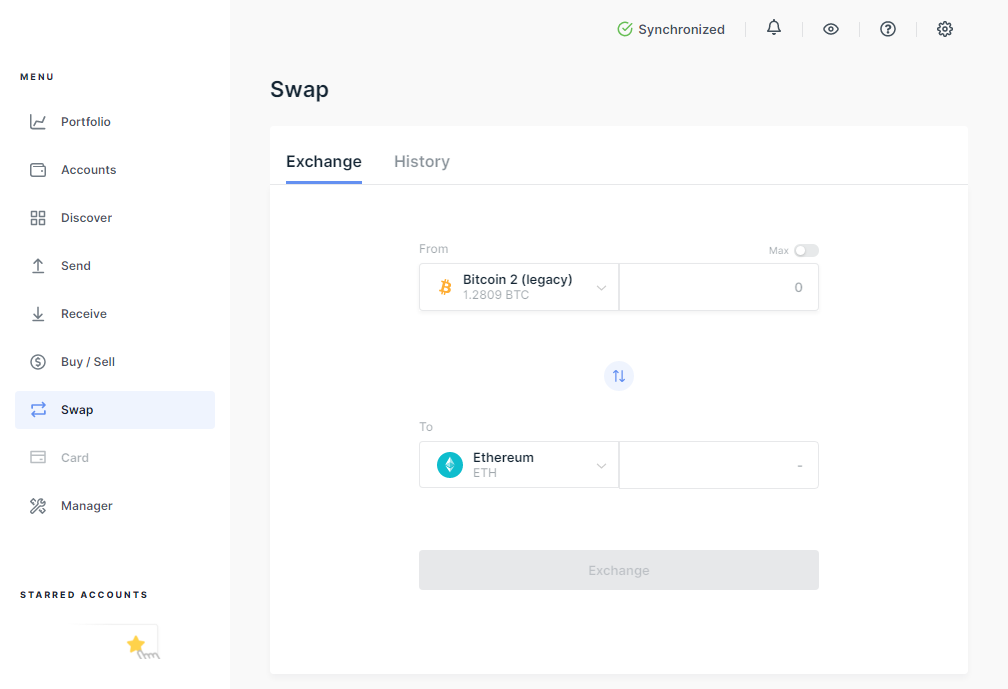 Synchronized
MENU
Portfolio
Accounts
Discover
Send
Receive
Buy / Sell
Swap
Card
Manager
STARRED ACCOUNTS
Swap
Exchange
History
From
Max
Bitcoin 2 (legacy)
1.2809 BTC
0
To
Ethereum
ETH
-
Exchange